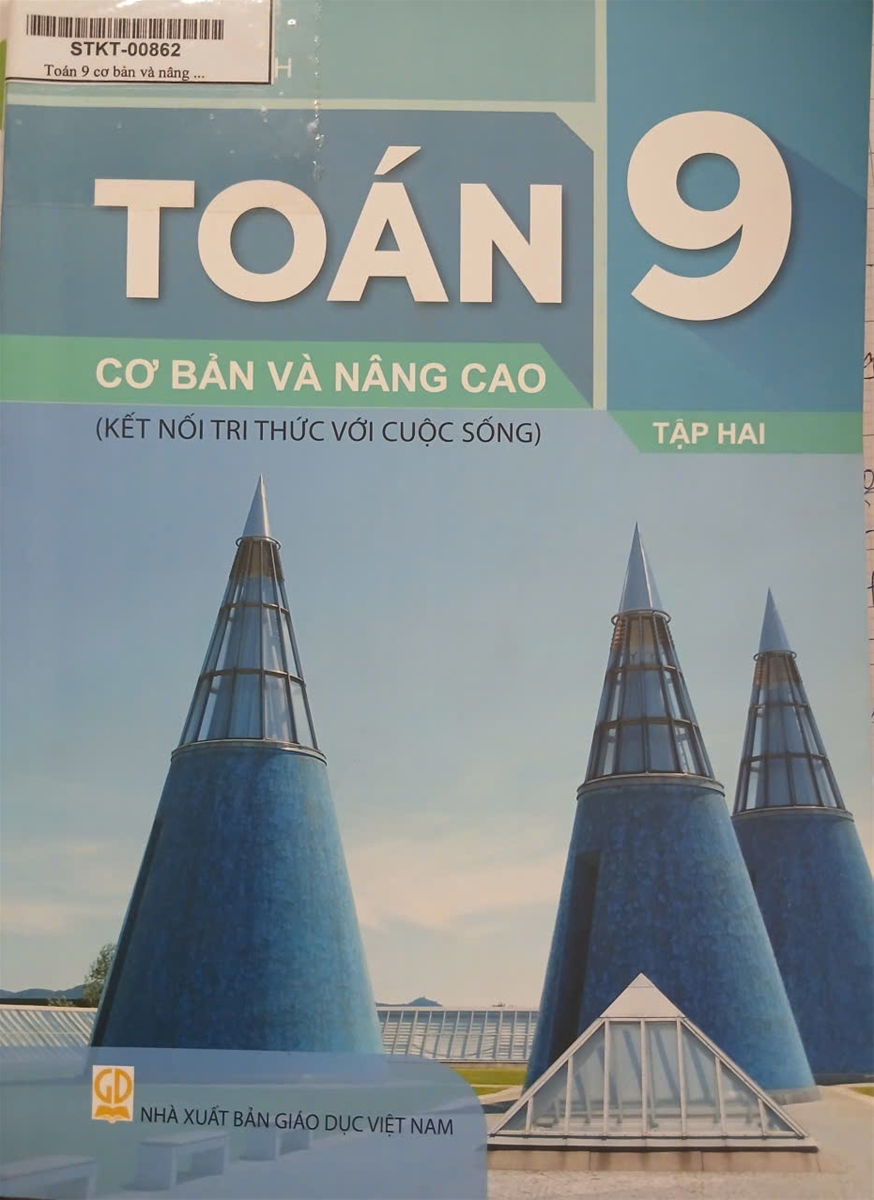 STKT-00862
Toán 9 cơ bản và nâng ...
H
TOÁN 9
CƠ BẢN VÀ NÂNG CAO
(KẾT NỐI TRI THỨC VỚI CUỘC SỐNG)
TẬP HAI
GD
NHÀ XUẤT BẢN GIÁO DỤC VIỆT NAM